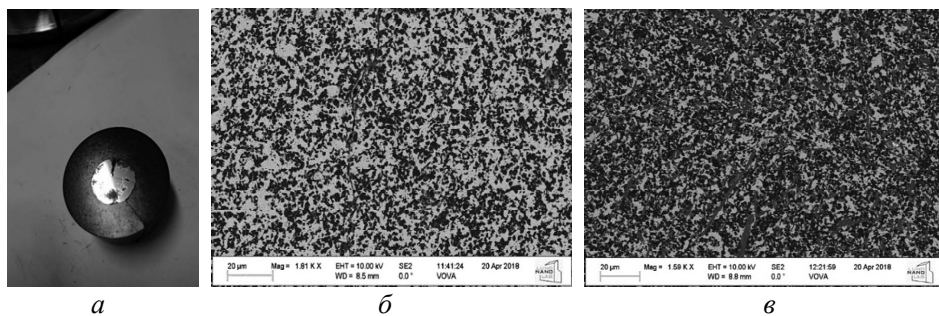 20 µm Mag = 1.81 K X EHT = 10.00 kV SE2 11:41:24 20 Apr 2018
WD = 8.5 mm 0.0 ° VOVA NANO
20 µm Mag = 1.59 K X EHT = 10.00 kV SE2 12:21:59 20 Apr 2018
WD = 8.8 mm 0.0 ° VOVA NANO
а б в